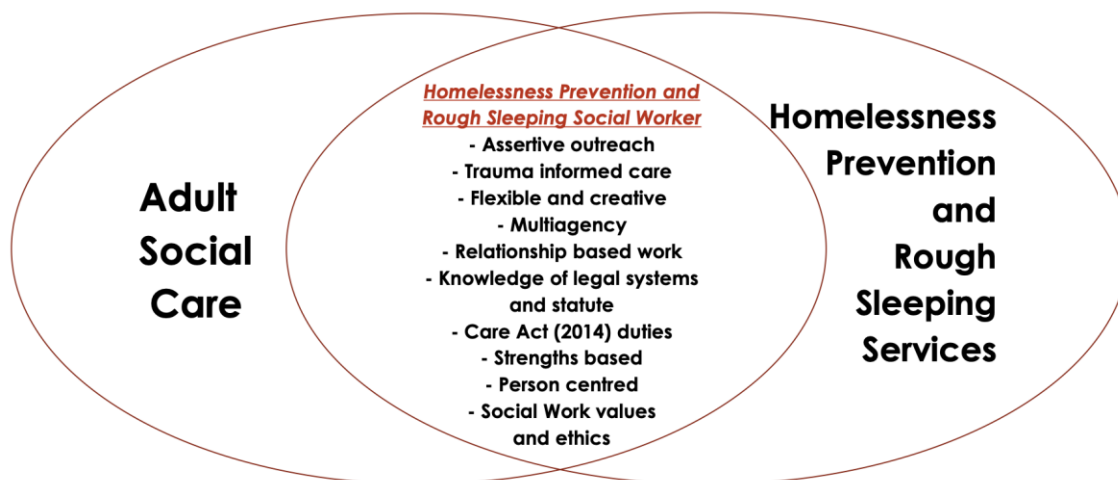 Adult
Social
Care
Homelessness Prevention and
Rough Sleeping Social Worker
- Assertive outreach
- Trauma informed care
- Flexible and creative
- Multiagency
- Relationship based work
- Knowledge of legal systems
and statute
- Care Act (2014) duties
- Strengths based
- Person centred
- Social Work values
and ethics
Homelessness
Prevention
and
Rough
Sleeping
Services